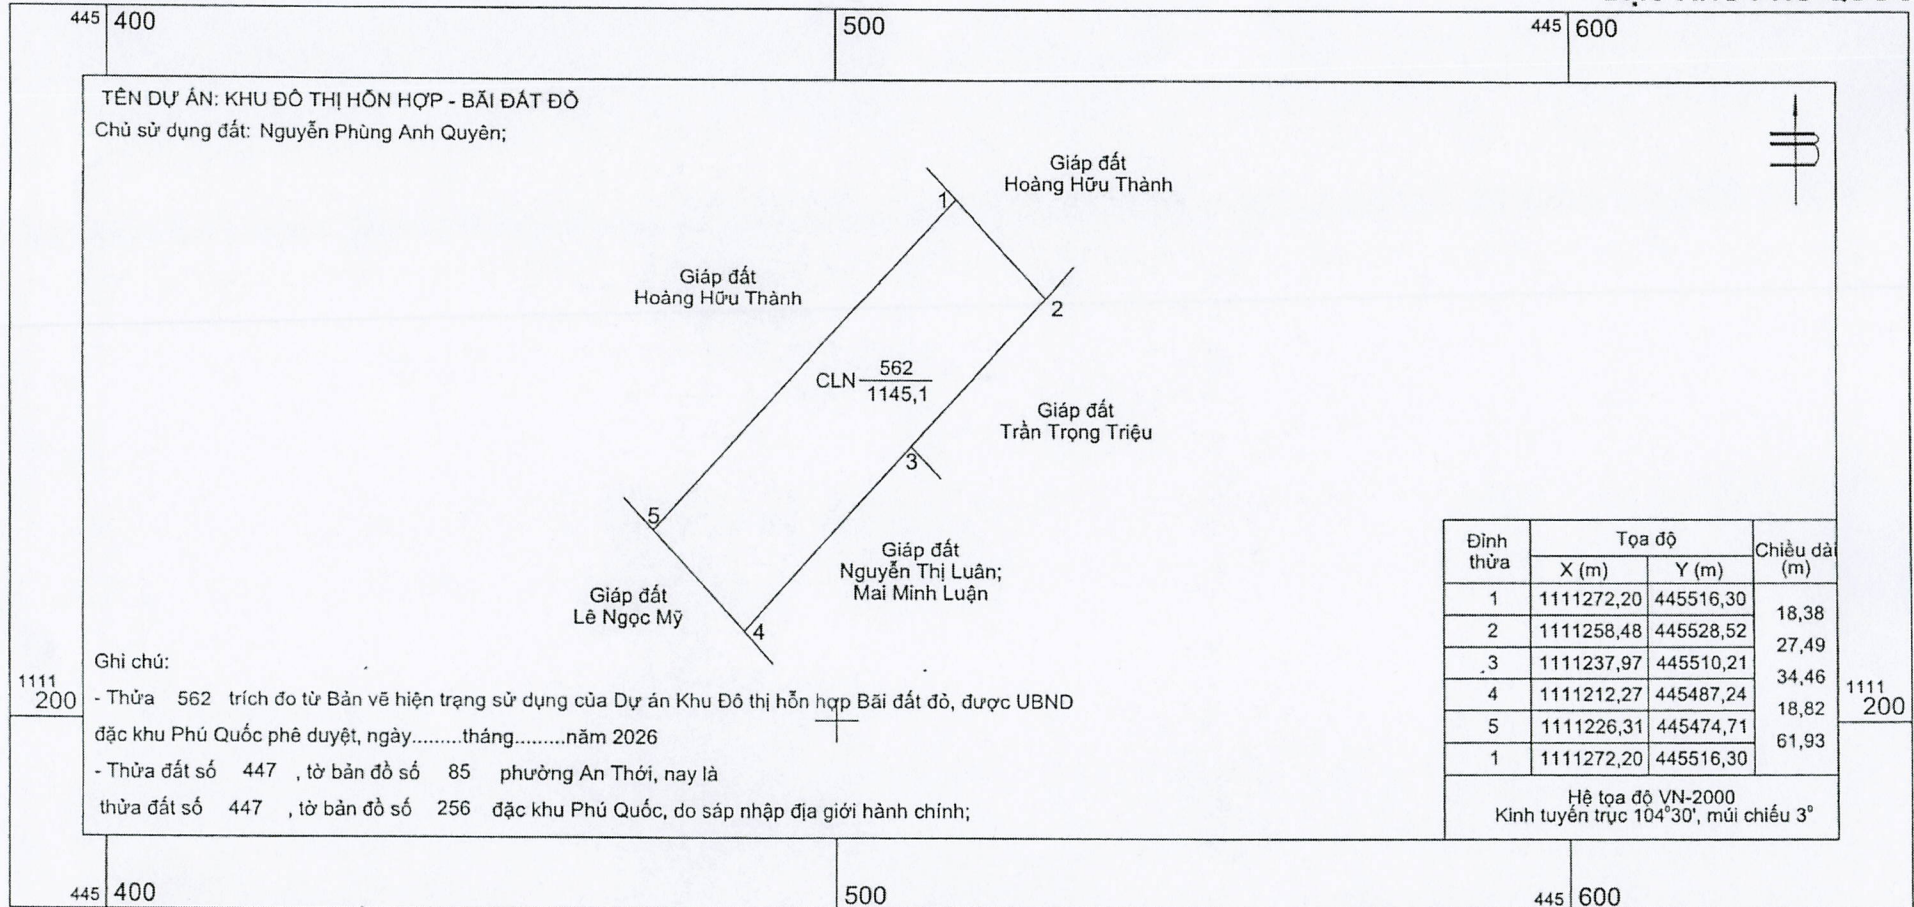 445 400
500
445 600
TÊN DỰ ÁN: KHU ĐÔ THỊ HỖN HỢP - BÃI ĐẤT ĐỎ
Chủ sử dụng đất: Nguyễn Phùng Anh Quyên;
Giáp đất
Hoàng Hữu Thành
1
2
Giáp đất
Hoàng Hữu Thành
CLN 562
1145,1
Giáp đất
Trần Trọng Triệu
3
5
Giáp đất
Nguyễn Thị Luân;
Mai Minh Luận
Giáp đất
Lê Ngọc Mỹ
4
Đỉnh thửa Tọa độ Chiều dài (m)
X (m) Y (m)
1 1111272,20 445516,30
18,38
2 1111258,48 445528,52
27,49
3 1111237,97 445510,21
34,46
4 1111212,27 445487,24
18,82
5 1111226,31 445474,71
61,93
1 1111272,20 445516,30
Hệ tọa độ VN-2000
Kinh tuyến trục 104°30', múi chiếu 3°
Ghi chú:
- Thửa 562 trích đo từ Bản vẽ hiện trạng sử dụng của Dự án Khu Đô thị hỗn hợp Bãi đất đỏ, được UBND
đặc khu Phú Quốc phê duyệt, ngày.........tháng.........năm 2026
- Thửa đất số 447 , tờ bản đồ số 85 phường An Thới, nay là
thửa đất số 447 , tờ bản đồ số 256 đặc khu Phú Quốc, do sáp nhập địa giới hành chính;
1111
200
1111
200
445 400
500
445 600